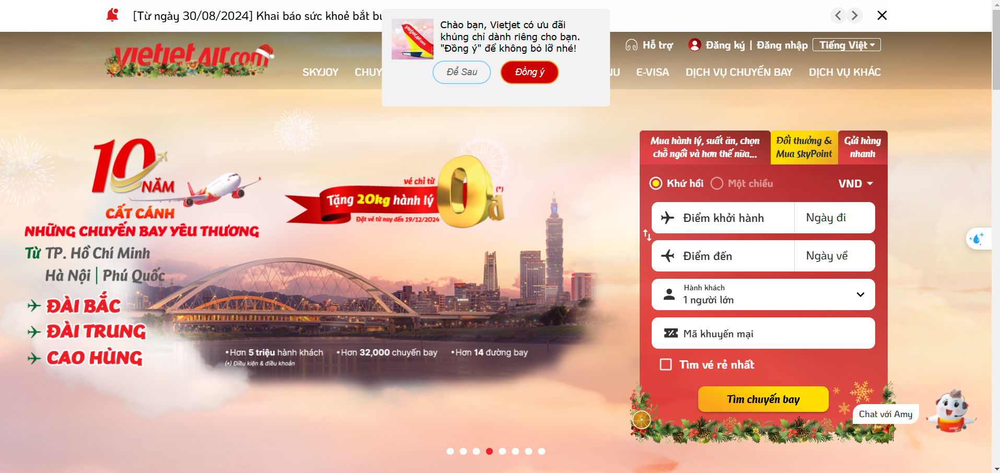 [Từ ngày 30/08/2024] Khai báo sức khoẻ bắt bu
Chào bạn, Vietjet có ưu đãi
khủng chỉ dành riêng cho bạn.
"Đồng ý" để không bỏ lỡ nhé!
Để Sau
Đồng ý
Hỗ trợ
Đăng ký | Đăng nhập
Tiếng Việt
vietjetAir.com
SKYJOY
CHUY
NU
E-VISA
DỊCH VỤ CHUYẾN BAY
DỊCH VỤ KHÁC
10
NĂM
CẤT CÁNH
NHỮNG CHUYẾN BAY YÊU THƯƠNG
Từ TP. Hồ Chí Minh
Hà Nội | Phú Quốc
ĐÀI BẮC
ĐÀI TRUNG
CAO HÙNG
vé chỉ từ
Tặng 20kg hành lý
0đ(*)
Đặt vé từ nay đến 19/12/2024
•Hơn 5 triệu hành khách •Hơn 32,000 chuyến bay •Hơn 14 đường bay
(*) Điều kiện & điều khoản
Mua hành lý, suất ăn, chọn
chỗ ngồi và hơn thế nữa...
Đổi thưởng &
Mua SkyPoint
Gửi hàng
nhanh
Khứ hồi
Một chiều
VND
Điểm khởi hành
Ngày đi
Điểm đến
Ngày về
Hành khách
1 người lớn
Mã khuyến mại
Tìm vé rẻ nhất
Tìm chuyến bay
Chat với Amy